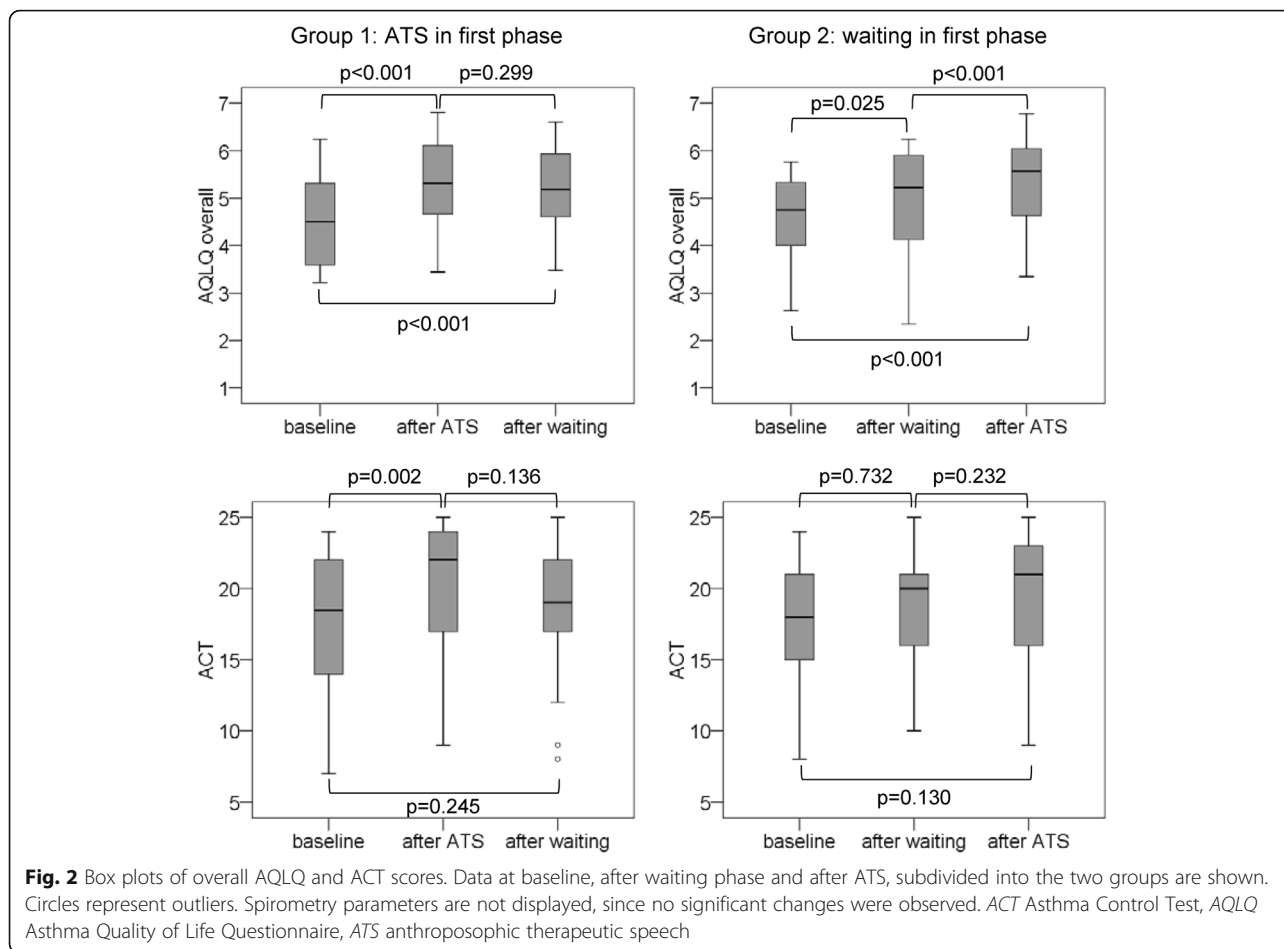 Group 1: ATS in first phase
p<0.001
p=0.299
7
6
5
4
3
2
1
AQLQ overall
p<0.001
baseline
after ATS
after waiting
Group 2: waiting in first phase
p<0.001
p=0.025
7
6
5
4
3
2
1
AQLQ overall
p<0.001
baseline
after waiting
after ATS
p=0.002
p=0.136
25
20
15
10
5
ACT
p=0.245
baseline
after ATS
after waiting
p=0.732
p=0.232
25
20
15
10
5
ACT
p=0.130
baseline
after waiting
after ATS
Fig. 2 Box plots of overall AQLQ and ACT scores. Data at baseline, after waiting phase and after ATS, subdivided into the two groups are shown.
Circles represent outliers. Spirometry parameters are not displayed, since no significant changes were observed. ACT Asthma Control Test, AQLQ
Asthma Quality of Life Questionnaire, ATS anthroposophic therapeutic speech